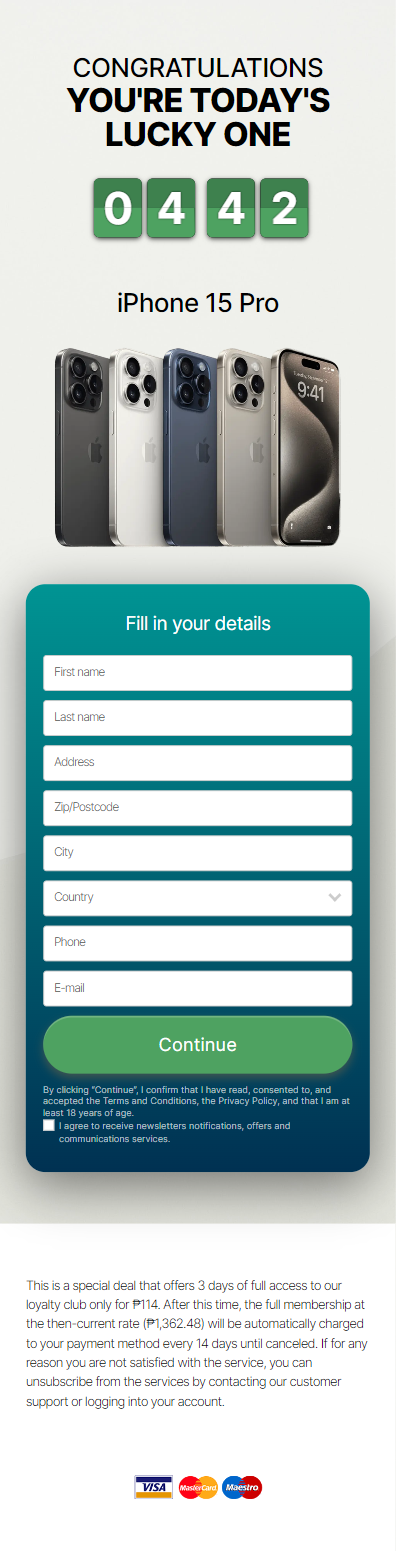 CONGRATULATIONS
YOU'RE TODAY'S
LUCKY ONE
04 42
iPhone 15 Pro
9:41
Fill in your details
First name
Last name
Address
Zip/Postcode
City
Country
Phone
E-mail
Continue
By clicking "Continue", I confirm that I have read, consented to, and
accepted the Terms and Conditions, the Privacy Policy, and that I am at
least 18 years of age.
I agree to receive newsletters notifications, offers and
communications services.
This is a special deal that offers 3 days of full access to our
loyalty club only for ₱114. After this time, the full membership at
the then-current rate (₱1,362.48) will be automatically charged
to your payment method every 14 days until canceled. If for any
reason you are not satisfied with the service, you can
unsubscribe from the services by contacting our customer
support or logging into your account.
VISA MasterCard Maestro